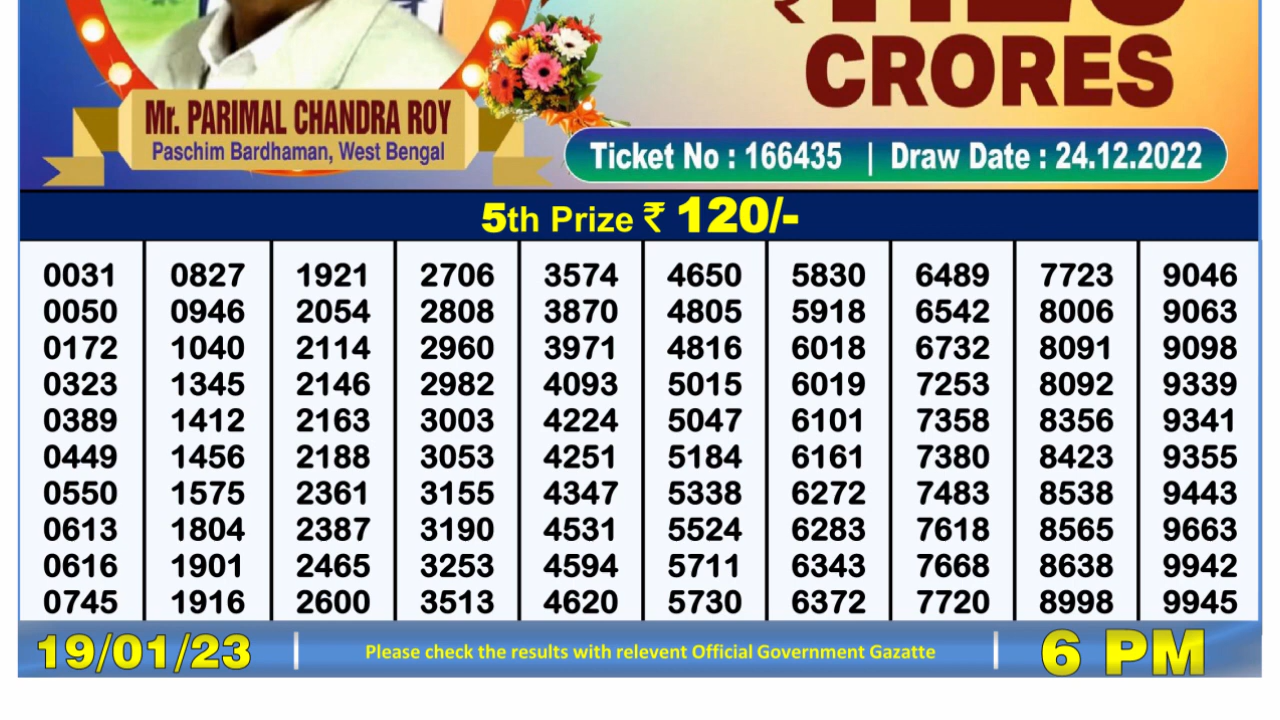 CRORES
Mr. PARIMAL CHANDRA ROY
Paschim Bardhaman, West Bengal
Ticket No : 166435 | Draw Date : 24.12.2022
5th Prize ₹ 120/-
0031 0827 1921 2706 3574 4650 5830 6489 7723 9046
0050 0946 2054 2808 3870 4805 5918 6542 8006 9063
0172 1040 2114 2960 3971 4816 6018 6732 8091 9098
0323 1345 2146 2982 4093 5015 6019 7253 8092 9339
0389 1412 2163 3003 4224 5047 6101 7358 8356 9341
0449 1456 2188 3053 4251 5184 6161 7380 8423 9355
0550 1575 2361 3155 4347 5338 6272 7483 8538 9443
0613 1804 2387 3190 4531 5524 6283 7618 8565 9663
0616 1901 2465 3253 4594 5711 6343 7668 8638 9942
0745 1916 2600 3513 4620 5730 6372 7720 8998 9945
19/01/23 | Please check the results with relevent Official Government Gazatte | 6 PM